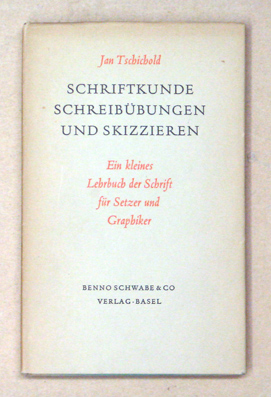 Jan Tschichold
SCHRIFTKUNDE
SCHREIBÜBUNGEN
UND SKIZZIEREN
Ein kleines
Lehrbuch der Schrift
für Setzer und
Graphiker
BENNO SCHWABE & CO
VERLAG · BASEL